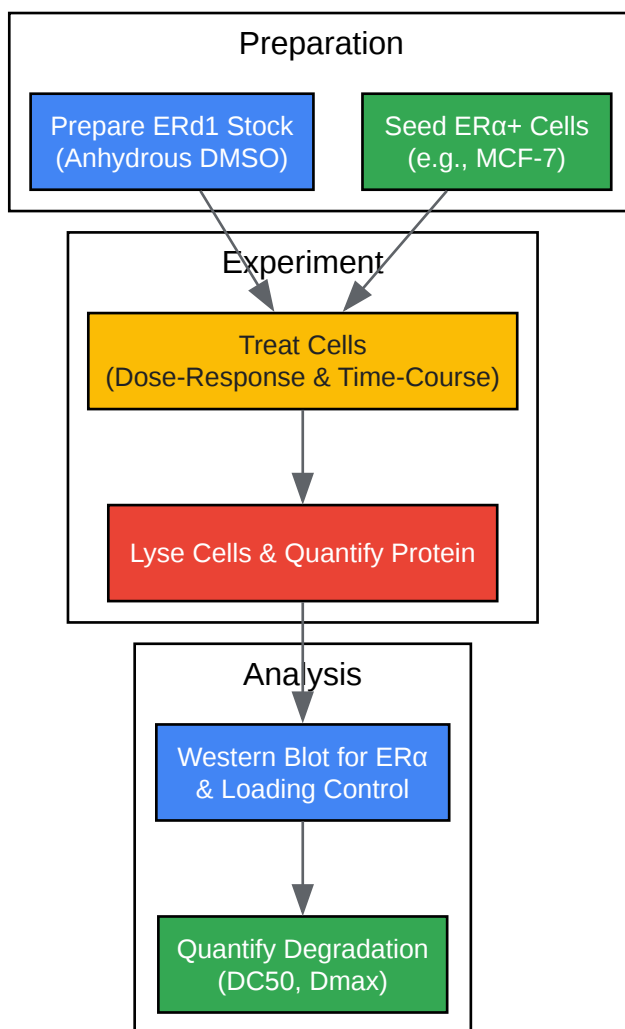 Preparation
Prepare ERd1 Stock
(Anhydrous DMSO)
Seed ERα+ Cells
(e.g., MCF-7)
Experiment
Treat Cells
(Dose-Response & Time-Course)
Lyse Cells & Quantify Protein
Analysis
Western Blot for ERα
& Loading Control
Quantify Degradation
(DC50, Dmax)